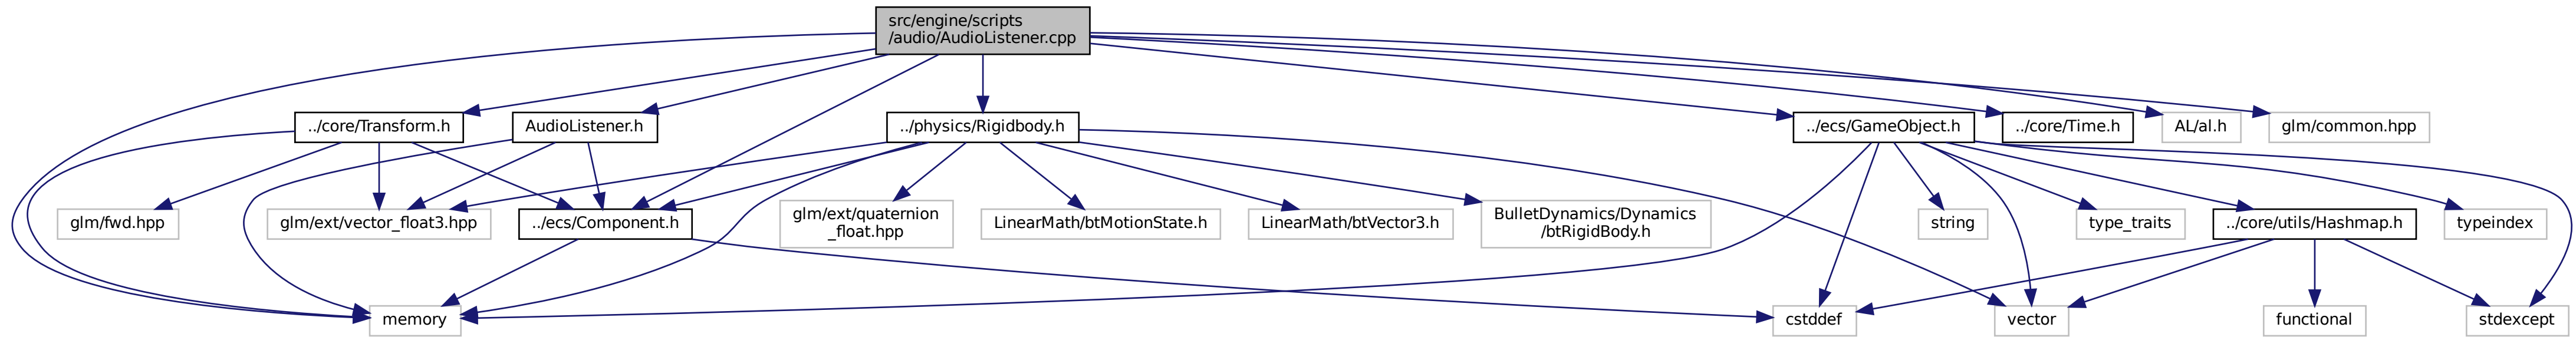 src/engine/scripts
/audio/AudioListener.cpp
../core/Transform.h
AudioListener.h
../physics/Rigidbody.h
../ecs/GameObject.h
../core/Time.h
AL/al.h
glm/common.hpp
glm/fwd.hpp
glm/ext/vector_float3.hpp
../ecs/Component.h
glm/ext/quaternion
_float.hpp
LinearMath/btMotionState.h
LinearMath/btVector3.h
BulletDynamics/Dynamics
/btRigidBody.h
string
type_traits
../core/utils/Hashmap.h
typeindex
memory
cstddef
vector
functional
stdexcept